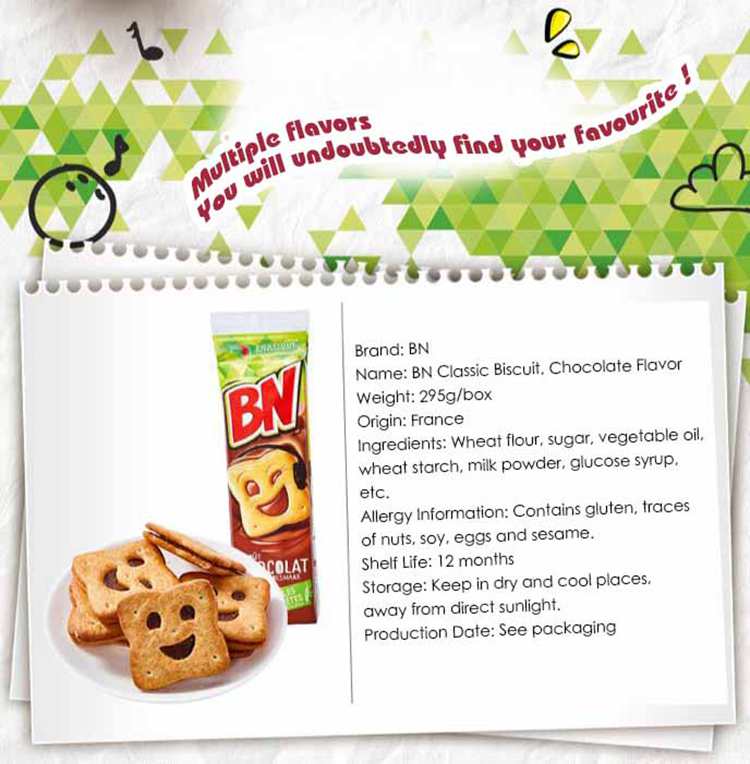 Multiple flavors
You will undoubtedly find your favourite !
BN
COLAT
Brand: BN
Name: BN Classic Biscuit, Chocolate Flavor
Weight: 295g/box
Origin: France
Ingredients: Wheat flour, sugar, vegetable oil,
wheat starch, milk powder, glucose syrup,
etc.
Allergy Information: Contains gluten, traces
of nuts, soy, eggs and sesame.
Shelf Life: 12 months
Storage: Keep in dry and cool places,
away from direct sunlight.
Production Date: See packaging